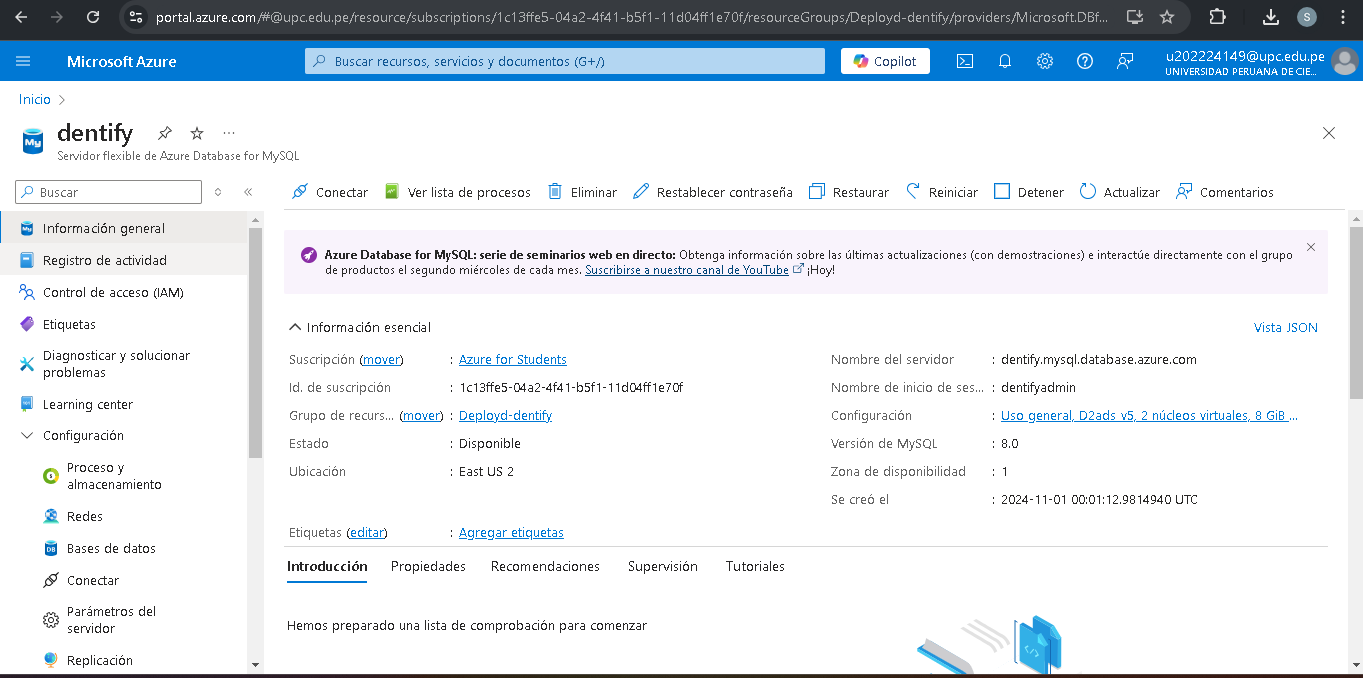 portal.azure.com/#@upc.edu.pe/resource/subscriptions/1c13ffe5-04a2-4f41-b5f1-11d04ff1e70f/resourceGroups/Deployd-dentify/providers/Microsoft.DBf...
S
Microsoft Azure
Buscar recursos, servicios y documentos (G+/)
Copilot
u202224149@upc.edu.pe
UNIVERSIDAD PERUANA DE CIE...
Inicio
dentify
Servidor flexible de Azure Database for MySQL
Buscar
Conectar
Ver lista de procesos
Eliminar
Restablecer contraseña
Restaurar
Reiniciar
Detener
Actualizar
Comentarios
Información general
Registro de actividad
Control de acceso (IAM)
Etiquetas
Diagnosticar y solucionar
problemas
Learning center
Configuración
Proceso y
almacenamiento
Redes
Bases de datos
Conectar
Parámetros del
servidor
Replicación
Azure Database for MySQL: serie de seminarios web en directo: Obtenga información sobre las últimas actualizaciones (con demostraciones) e interactúe directamente con el grupo
de productos el segundo miércoles de cada mes. Suscribirse a nuestro canal de YouTube ¡Hoy!
Información esencial
Vista JSON
Suscripción (mover) : Azure for Students
Id. de suscripción : 1c13ffe5-04a2-4f41-b5f1-11d04ff1e70f
Grupo de recurs... (mover) : Deployd-dentify
Estado : Disponible
Ubicación : East US 2
Nombre del servidor : dentify.mysql.database.azure.com
Nombre de inicio de ses... : dentifyadmin
Configuración : Uso general, D2ads_v5, 2 núcleos virtuales, 8 GiB ...
Versión de MySQL : 8.0
Zona de disponibilidad : 1
Se creó el : 2024-11-01 00:01:12.9814940 UTC
Etiquetas (editar) : Agregar etiquetas
Introducción
Propiedades
Recomendaciones
Supervisión
Tutoriales
Hemos preparado una lista de comprobación para comenzar